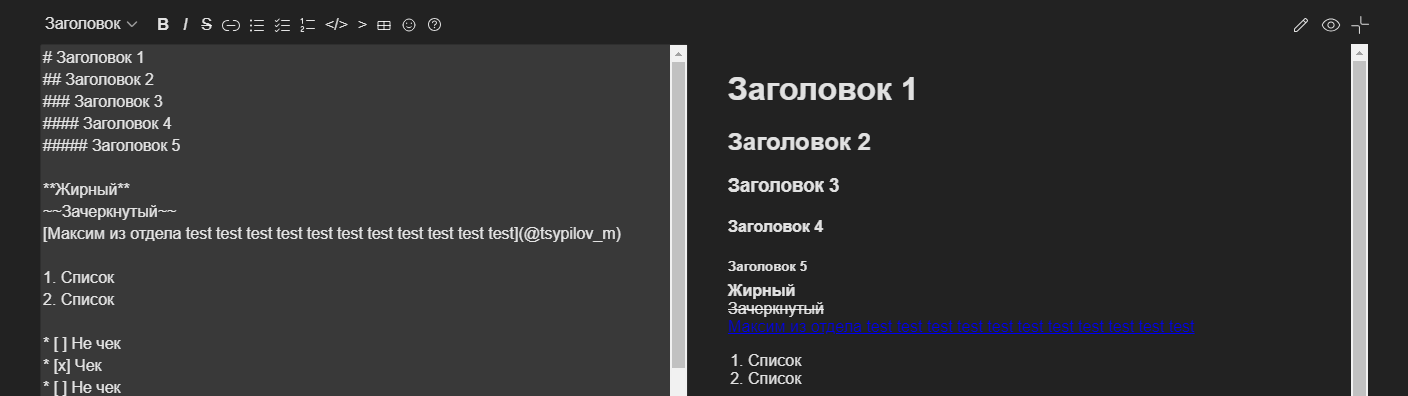 Заголовок B I S </> >
# Заголовок 1
## Заголовок 2
### Заголовок 3
#### Заголовок 4
##### Заголовок 5
**Жирный**
~~Зачеркнутый~~
[Максим из отдела test test test test test test test test test test test](@tsypilov_m)
1. Список
2. Список
* [ ] Не чек
* [x] Чек
* [ ] Не чек
Заголовок 1
Заголовок 2
Заголовок 3
Заголовок 4
Заголовок 5
Жирный
Зачеркнутый
Максим из отдела test test test test test test test test test test test
1. Список
2. Список